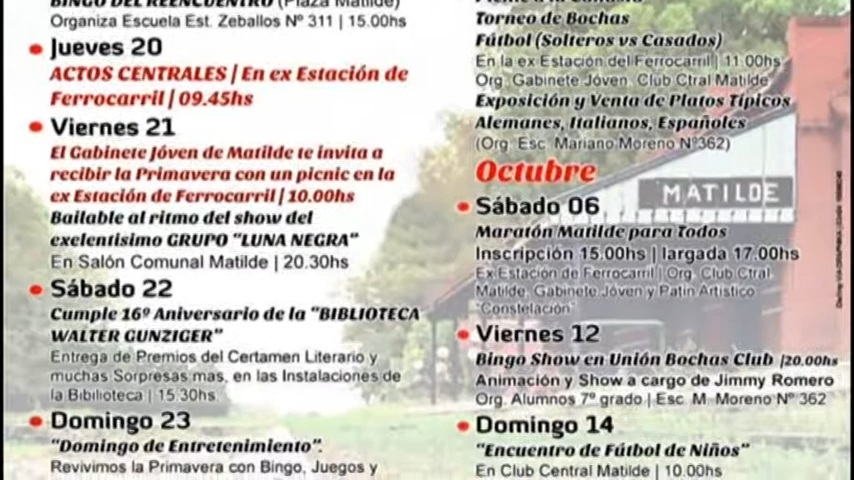 BINGO DEL REENCUENTRO (Plaza Matilde)
Organiza Escuela Est. Zeballos Nº 311 | 15.00hs
Jueves 20
ACTOS CENTRALES | En ex Estación de
Ferrocarril | 09.45hs
Viernes 21
El Gabinete Jóven de Matilde te invita a
recibir la Primavera con un picnic en la
ex Estación de Ferrocarril | 10.00hs
Bailable al ritmo del show del
exelentisimo GRUPO "LUNA NEGRA"
En Salón Comunal Matilde | 20.30hs
Sábado 22
Cumple 16º Aniversario de la "BIBLIOTECA
WALTER GUNZIGER"
Entrega de Premios del Certamen Literario y
muchas Sorpresas mas, en las Instalaciones de
la Bibilioteca | 15.30hs
Domingo 23
"Domingo de Entretenimiento".
Revivimos la Primavera con Bingo, Juegos y
Torneo de Bochas
Fútbol (Solteros vs Casados)
En la ex Estación del Ferrocarril | 11.00hs
Org. Gabinete Jóven, Club Ctral Matilde
Exposición y Venta de Platos Típicos
Alemanes, Italianos, Españoles
(Org. Esc. Mariano Moreno Nº362)
Octubre
Sábado 06
Maratón Matilde para Todos
Inscripción 15.00hs | largada 17.00hs
Ex Estación de Ferrocarril | Org. Club Ctral
Matilde, Gabinete Jóven y Patín Artístico
"Constelación"
Viernes 12
Bingo Show en Unión Bochas Club | 20.00hs
Animación y Show a cargo de Jimmy Romero
Org. Alumnos 7º grado | Esc. M. Moreno Nº 362
Domingo 14
"Encuentro de Fútbol de Niños"
En Club Central Matilde | 10.00hs
MATILDE